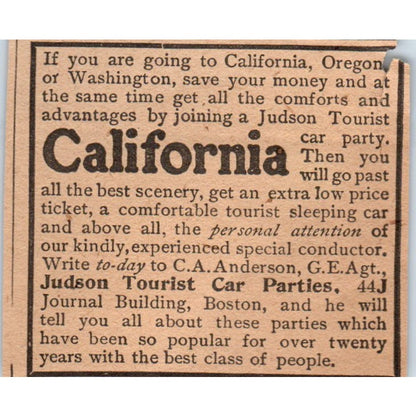 If you are going to California, Oregon
or Washington, save your money and at
the same time get all the comforts and
advantages by joining a Judson Tourist
California
car party.
Then you
will go past
all the best scenery, get an extra low price
ticket, a comfortable tourist sleeping car
and above all, the personal attention of
our kindly, experienced special conductor.
Write to-day to C.A. Anderson, G.E. Agt.,
Judson Tourist Car Parties. 44J
Journal Building, Boston, and he will
tell you all about these parties which
have been so popular for over twenty
years with the best class of people.